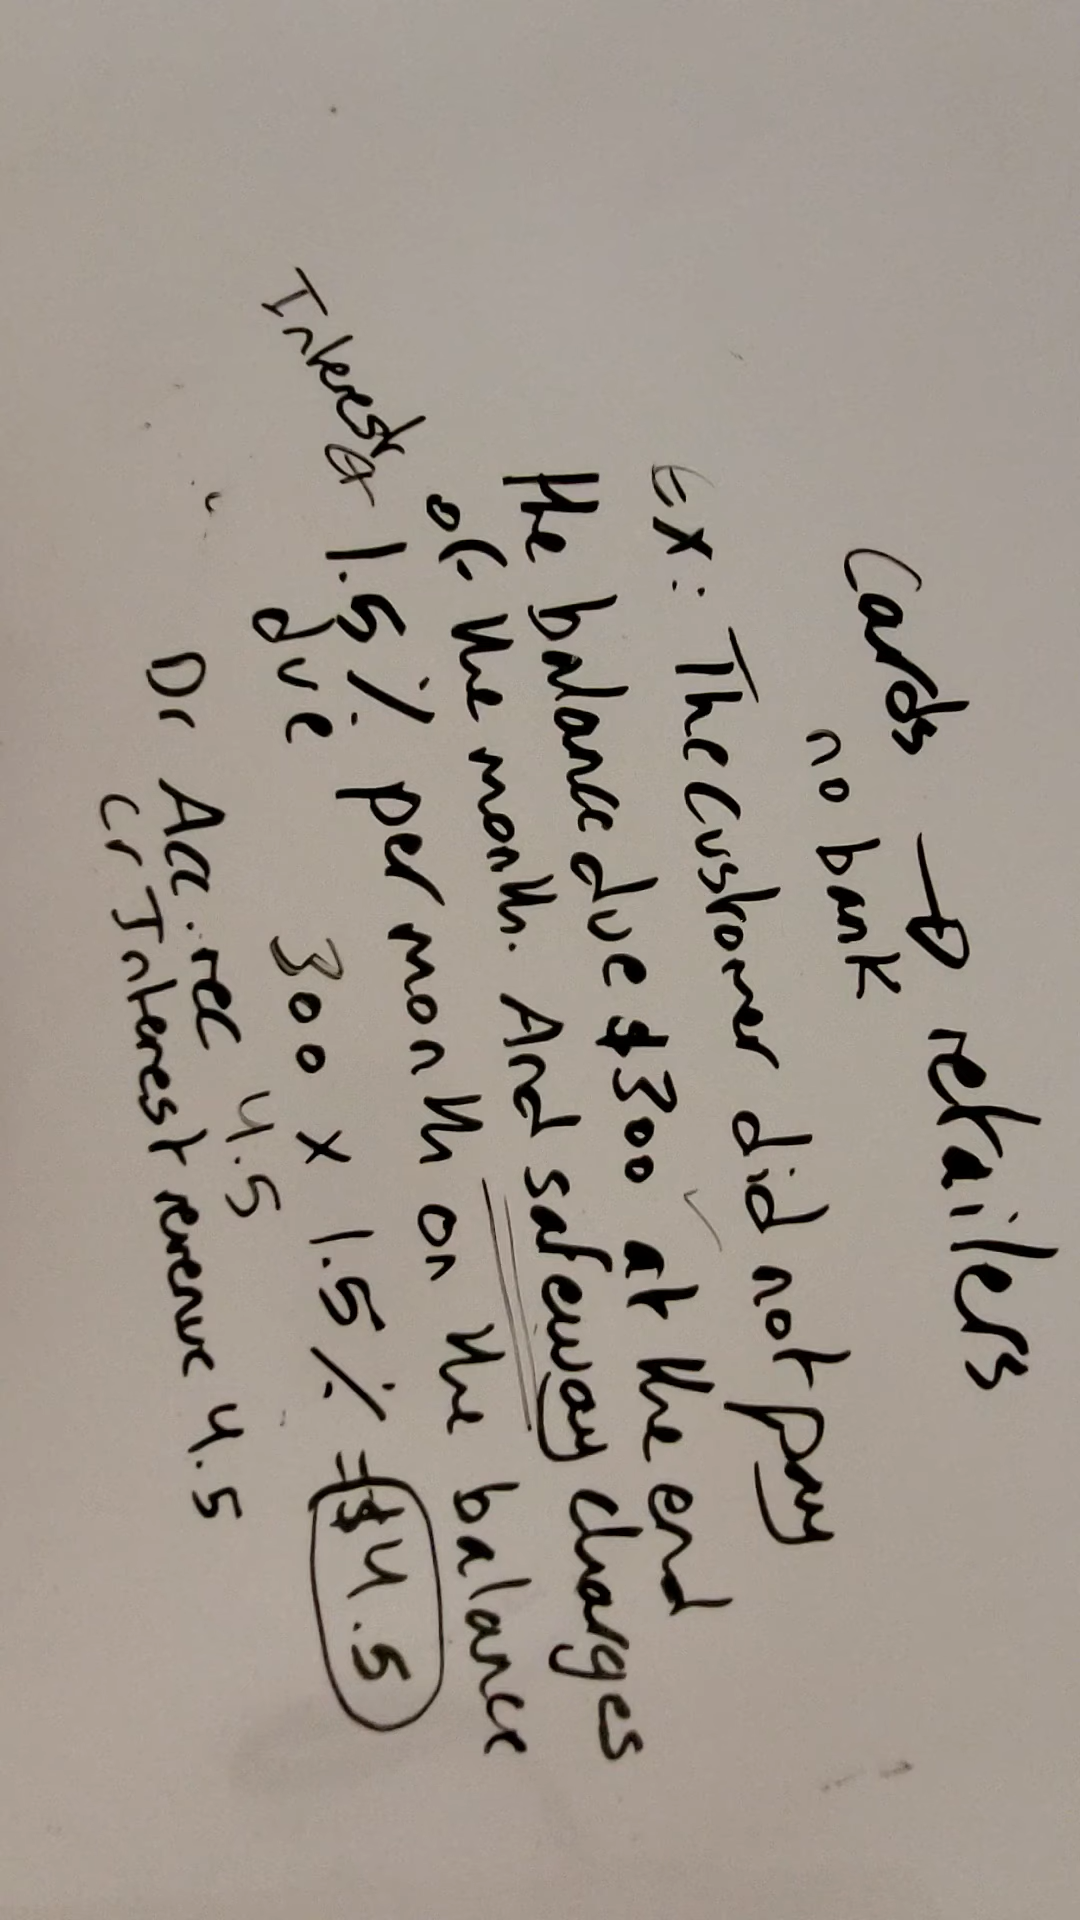 Cards → retailers
no bank
Ex: The customer did not pay
the balance due $300 at the end
of the month. And safeway charges
Interest 1.5% per month on the balance
due
300 x 1.5% = $4.5
Dr Acc. rec 4.5
Cr Interest revenue 4.5